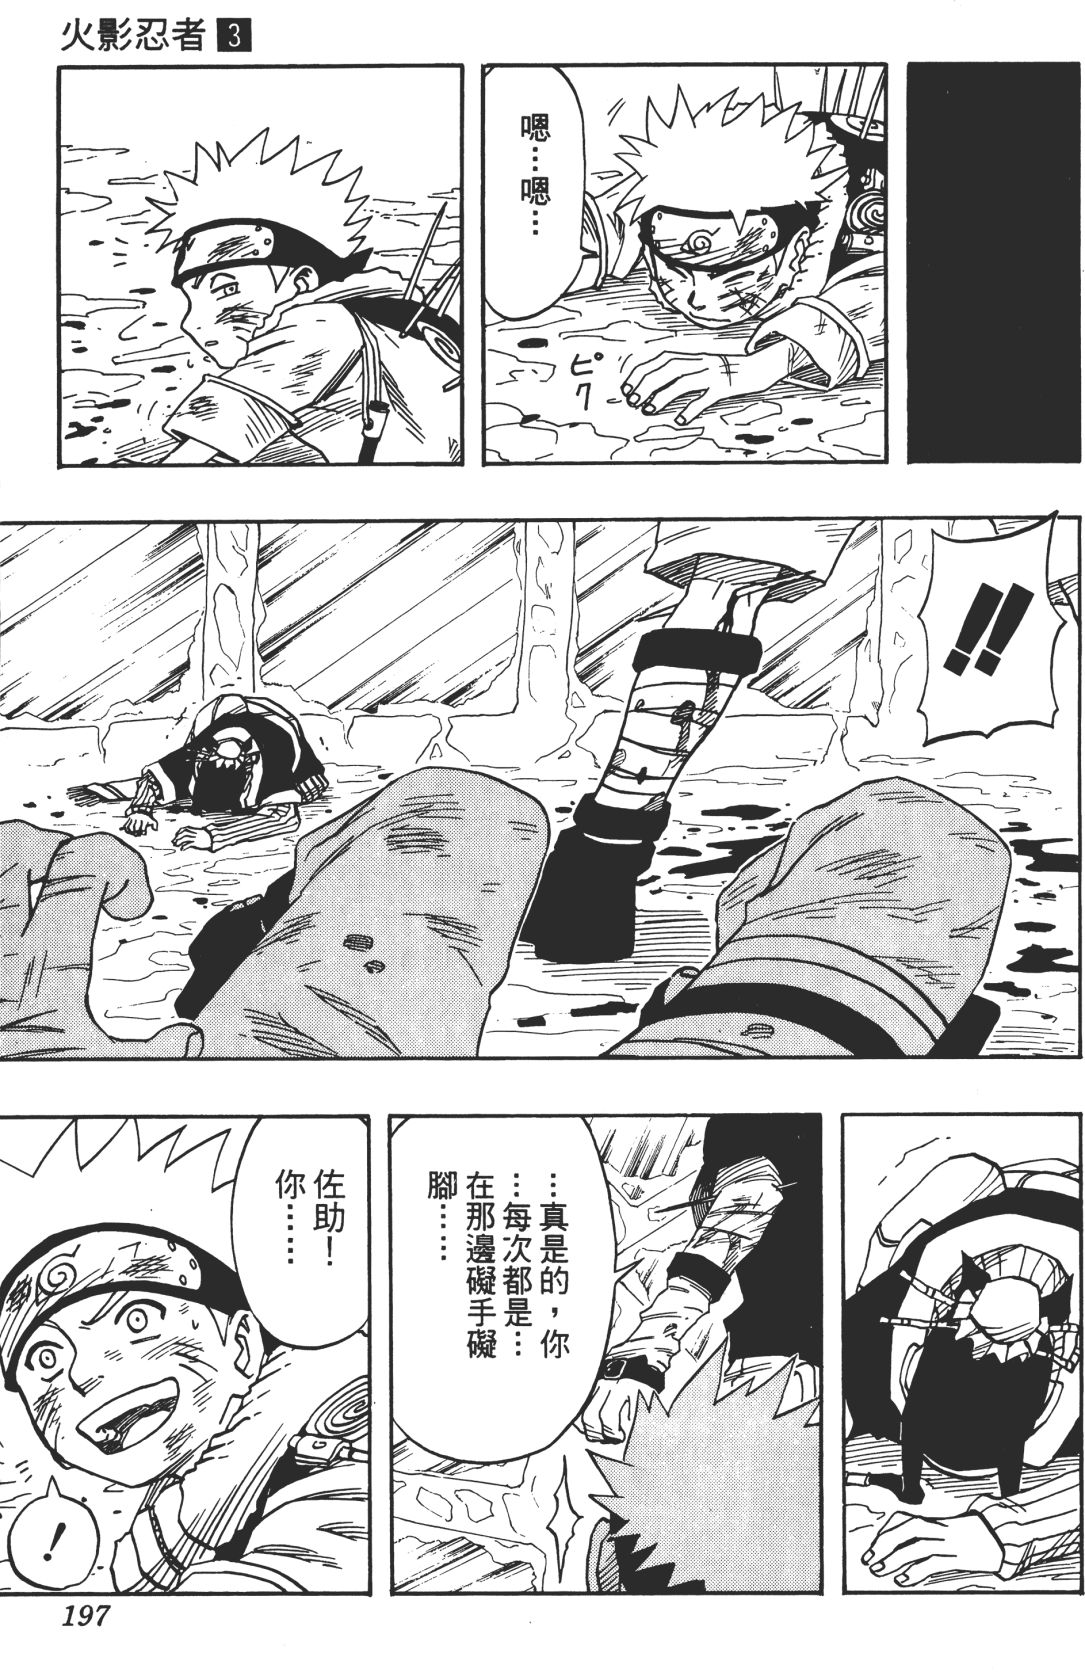 火影忍者 3
嗯…嗯…
ピク
!!
…真是的，你
…每次都是…
在那邊礙手礙
腳……
佐助！
你……
！
197